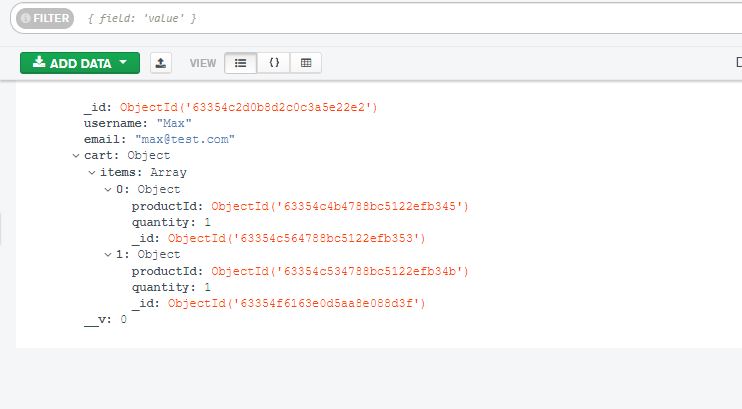 FILTER { field: 'value' }
ADD DATA VIEW { }
_id: ObjectId('63354c2d0b8d2c0c3a5e22e2')
username: "Max"
email: "max@test.com"
cart: Object
items: Array
0: Object
productId: ObjectId('63354c4b4788bc5122efb345')
quantity: 1
_id: ObjectId('63354c564788bc5122efb353')
1: Object
productId: ObjectId('63354c534788bc5122efb34b')
quantity: 1
_id: ObjectId('63354f6163e0d5aa8e088d3f')
__v: 0